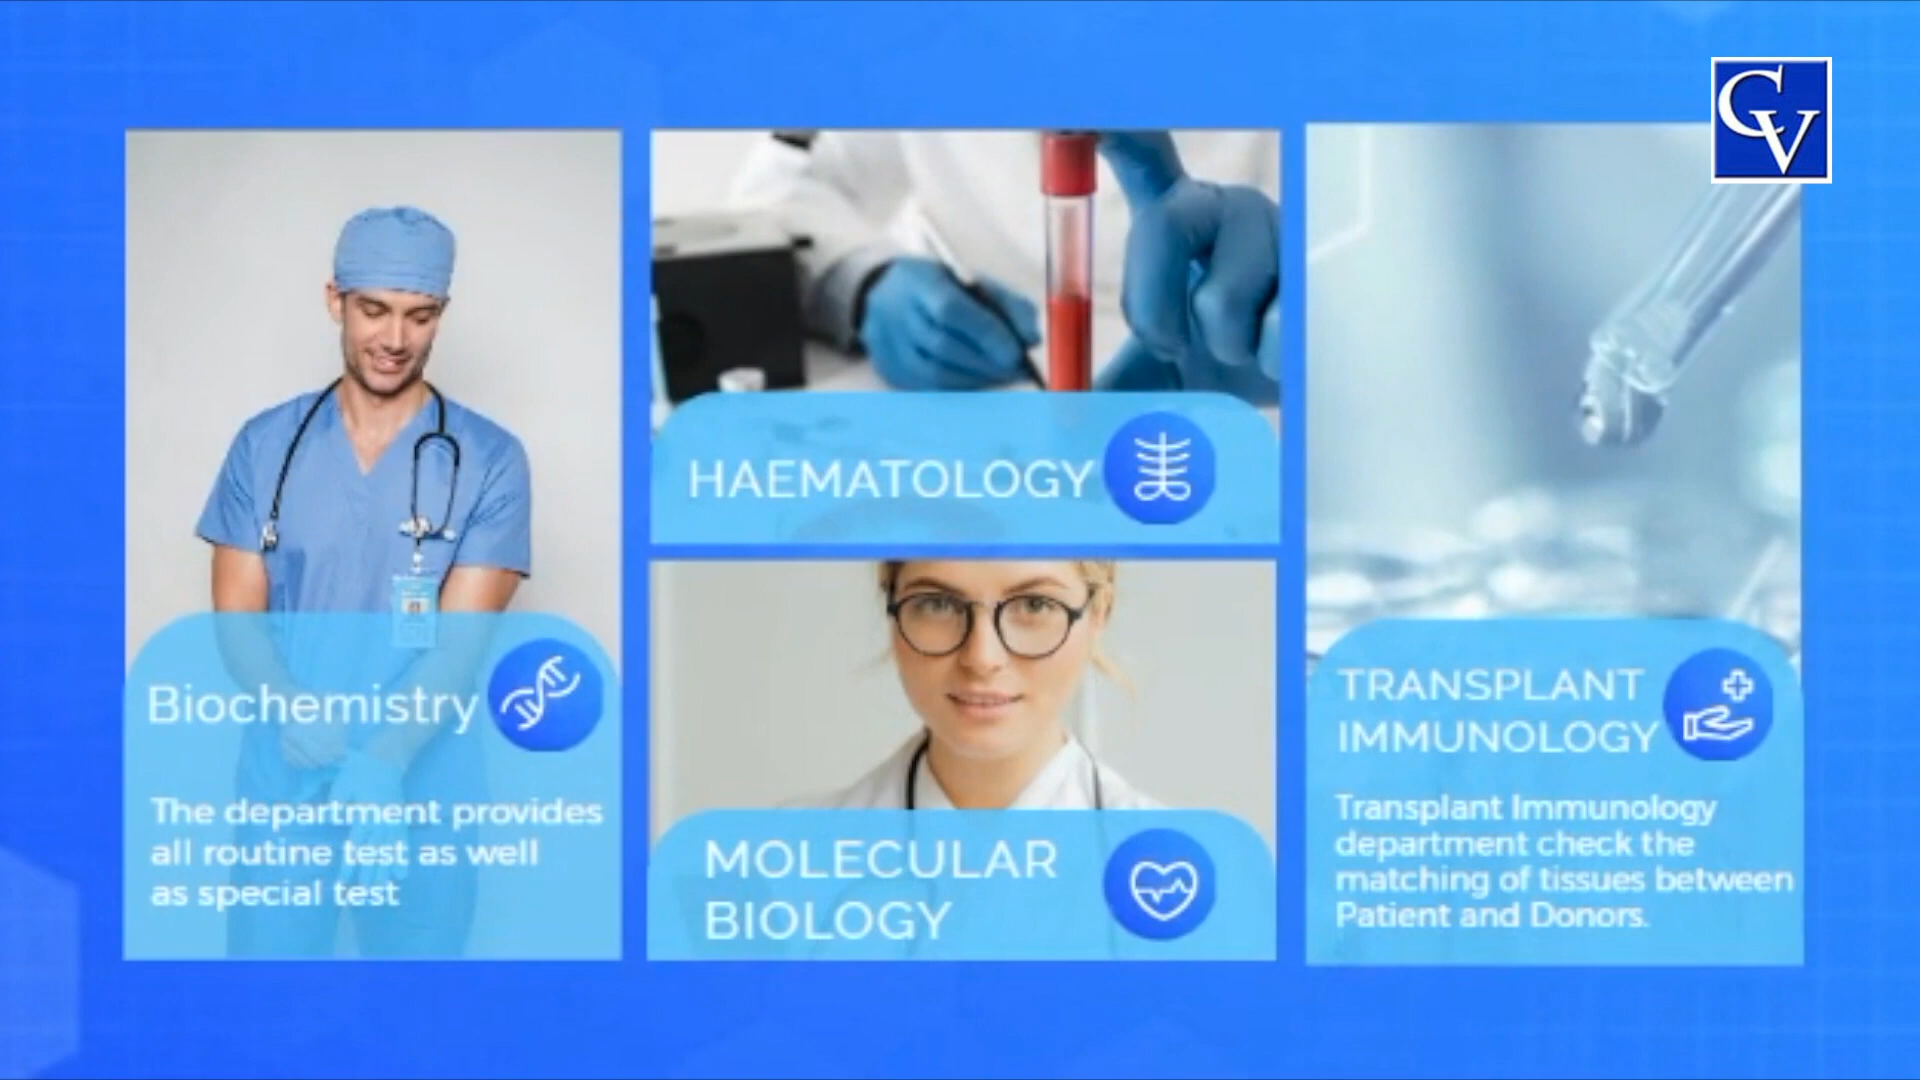 CV
Biochemistry
The department provides
all routine test as well
as special test
HAEMATOLOGY
MOLECULAR
BIOLOGY
TRANSPLANT
IMMUNOLOGY
Transplant Immunology
department check the
matching of tissues between
Patient and Donors.